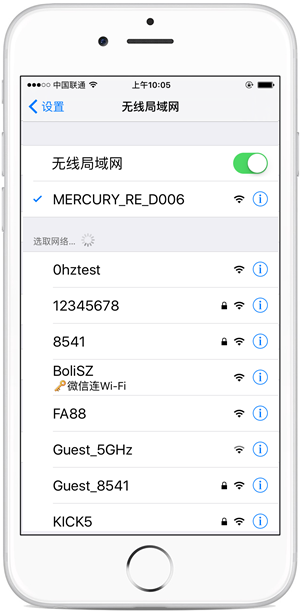 中国联通 上午10:05
设置 无线局域网
无线局域网
MERCURY_RE_D006
选取网络...
0hztest
12345678
8541
BoliSZ
微信连Wi-Fi
FA88
Guest_5GHz
Guest_8541
KICK5